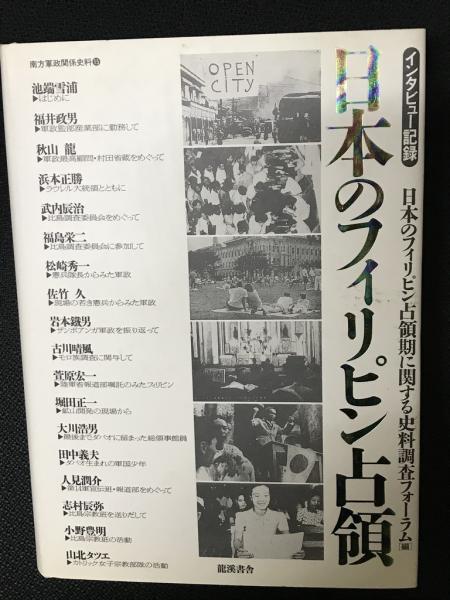 南方軍政関係史料⑮
インタビュー記録
日本のフィリピン占領
日本のフィリピン占領期に関する史料調査フォーラム[編]
池端雪浦
▶はじめに
福井政男
▶軍政監部産業部に勤務して
秋山 龍
▶軍政最高顧問・村田省蔵をめぐって
浜本正勝
▶ラウレル大統領とともに
武内辰治
▶比島調査委員会をめぐって
福島栄二
▶比島調査委員会に参加して
松崎秀一
▶憲兵隊長からみた軍政
佐竹 久
▶現場の若き憲兵からみた軍政
岩本鐵男
▶ザンボアンガ軍政を振り返って
古川晴風
▶モロ族調査に関与して
萱原宏一
▶陸軍省報道部嘱託のみたフィリピン
堀田正一
▶鉱山開発の現場から
大川浩男
▶最後までダバオに留まった総領事館員
田中義夫
▶ダバオ生まれの軍国少年
人見潤介
▶第14軍宣伝班・報道部をめぐって
志村辰弥
▶比島宗教班を送りだして
小野豊明
▶比島宗教班の活動
山北タツエ
▶カトリック女子宗教部隊の活動
OPEN
CITY
龍溪書舎